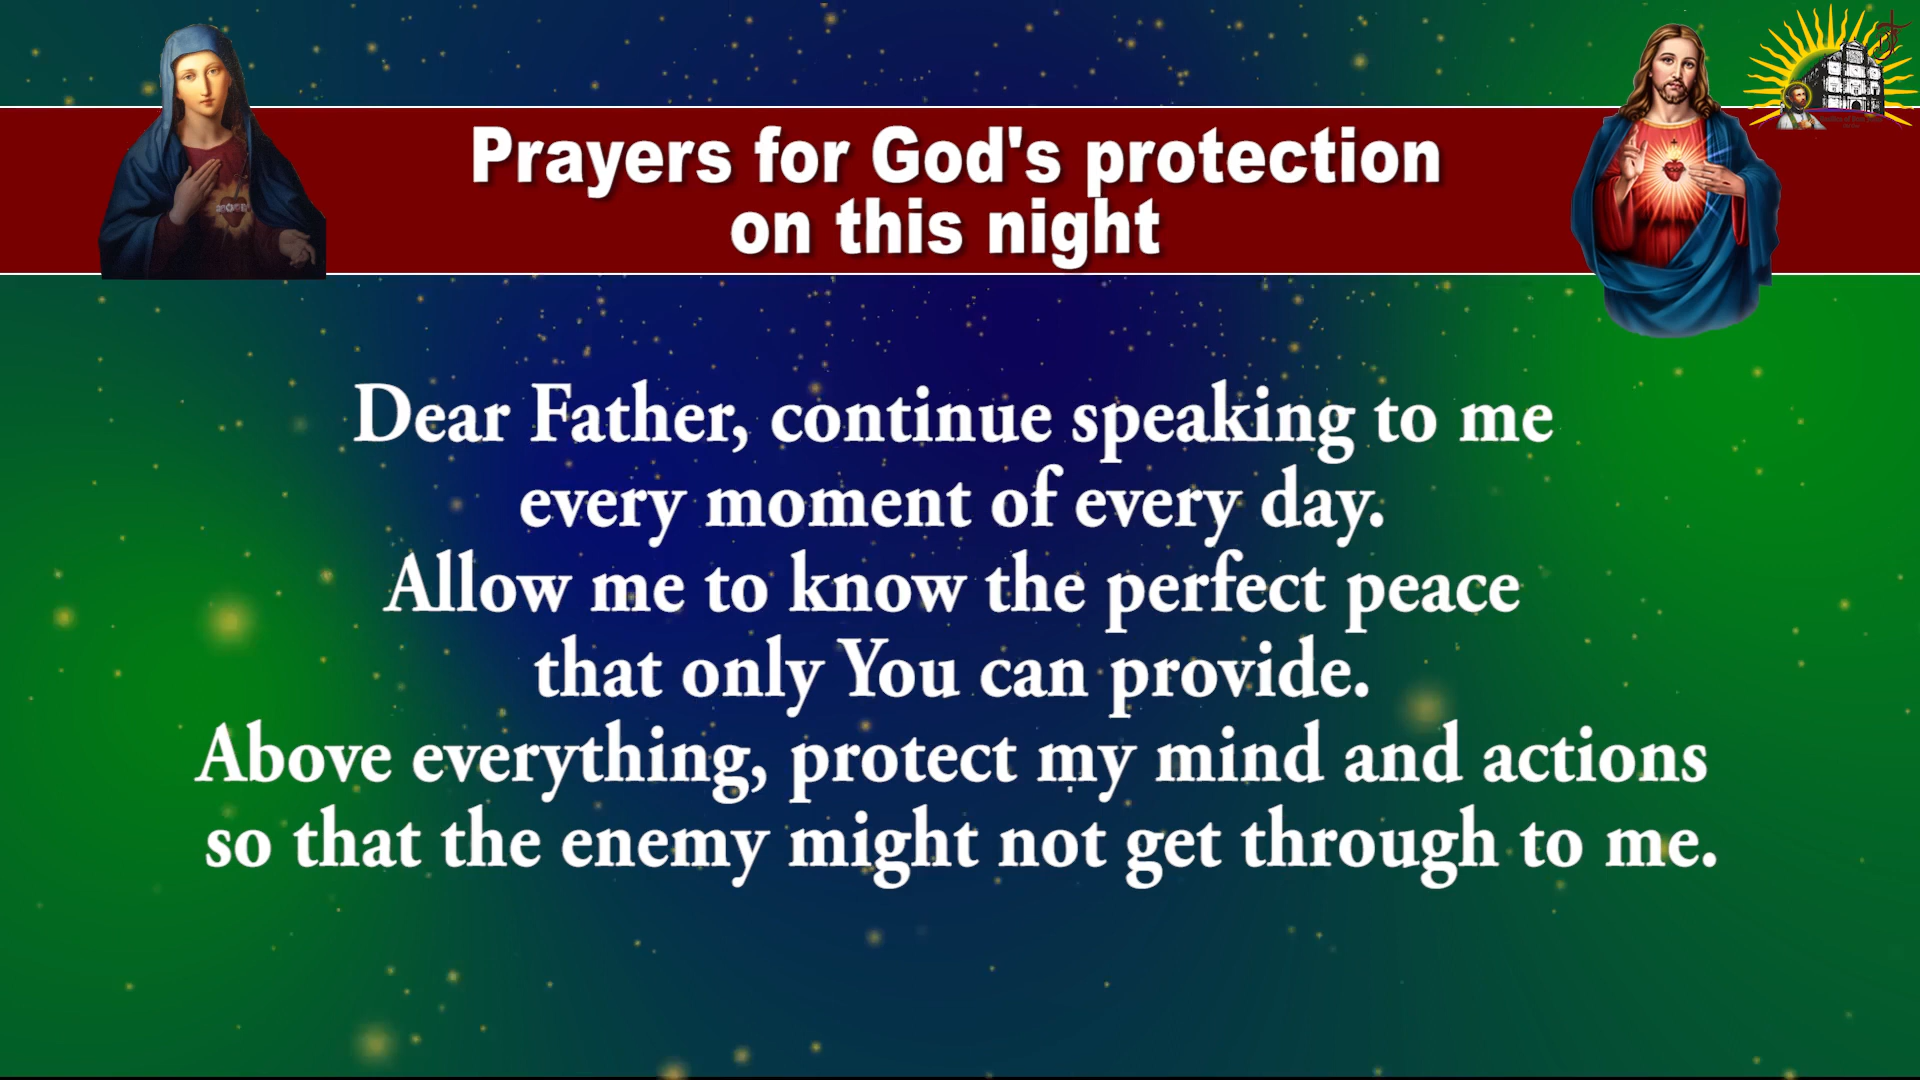 Prayers for God's protection
on this night
Dear Father, continue speaking to me
every moment of every day.
Allow me to know the perfect peace
that only You can provide.
Above everything, protect my mind and actions
so that the enemy might not get through to me.